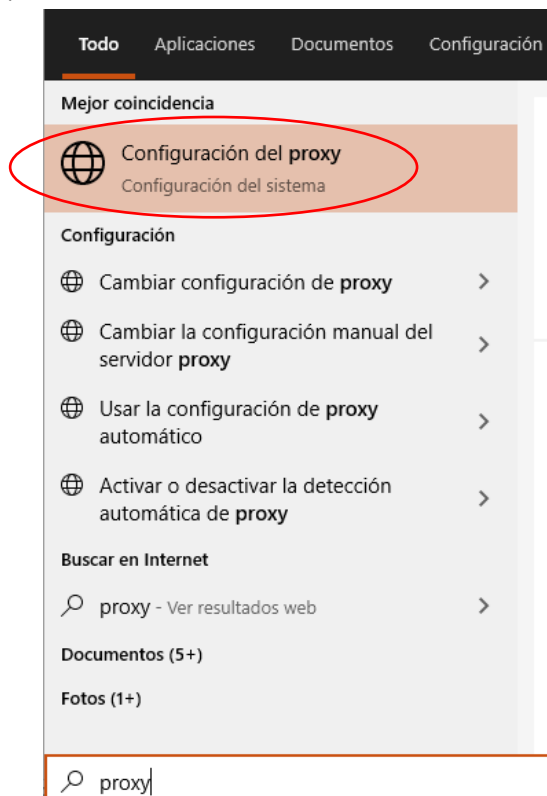 Todo Aplicaciones Documentos Configuración
Mejor coincidencia
Configuración del proxy
Configuración del sistema
Configuración
Cambiar configuración de proxy
Cambiar la configuración manual del
servidor proxy
Usar la configuración de proxy
automático
Activar o desactivar la detección
automática de proxy
Buscar en Internet
proxy - Ver resultados web
Documentos (5+)
Fotos (1+)
proxy